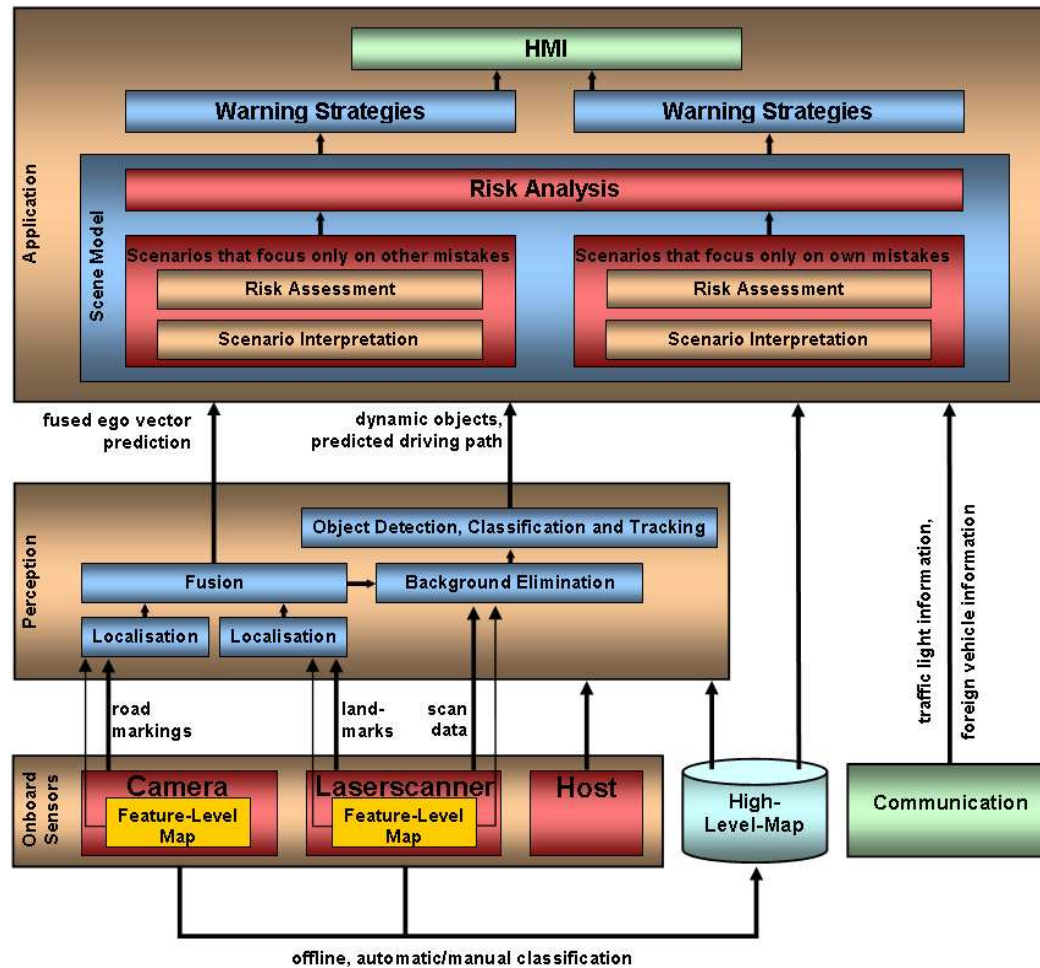 HMI
Warning Strategies
Warning Strategies
Application
Scene Model
Risk Analysis
Scenarios that focus only on other mistakes
Risk Assessment
Scenario Interpretation
Scenarios that focus only on own mistakes
Risk Assessment
Scenario Interpretation
fused ego vector
prediction
dynamic objects,
predicted driving path
traffic light information,
foreign vehicle information
Perception
Object Detection, Classification and Tracking
Fusion
Background Elimination
Localisation
Localisation
road
markings
land-
marks
scan
data
Onboard
Sensors
Camera
Feature-Level
Map
Laserscanner
Feature-Level
Map
Host
High-
Level-Map
Communication
offline, automatic/manual classification